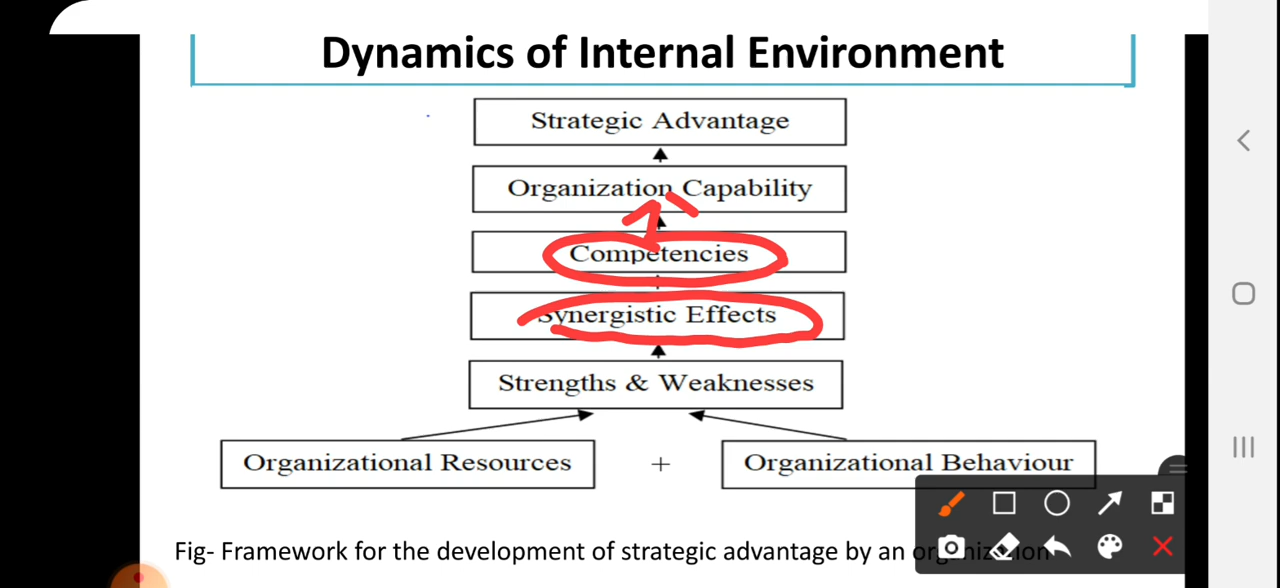 Dynamics of Internal Environment
Strategic Advantage
Organization Capability
Competencies
Synergistic Effects
Strengths & Weaknesses
Organizational Resources + Organizational Behaviour
Fig- Framework for the development of strategic advantage by an organization